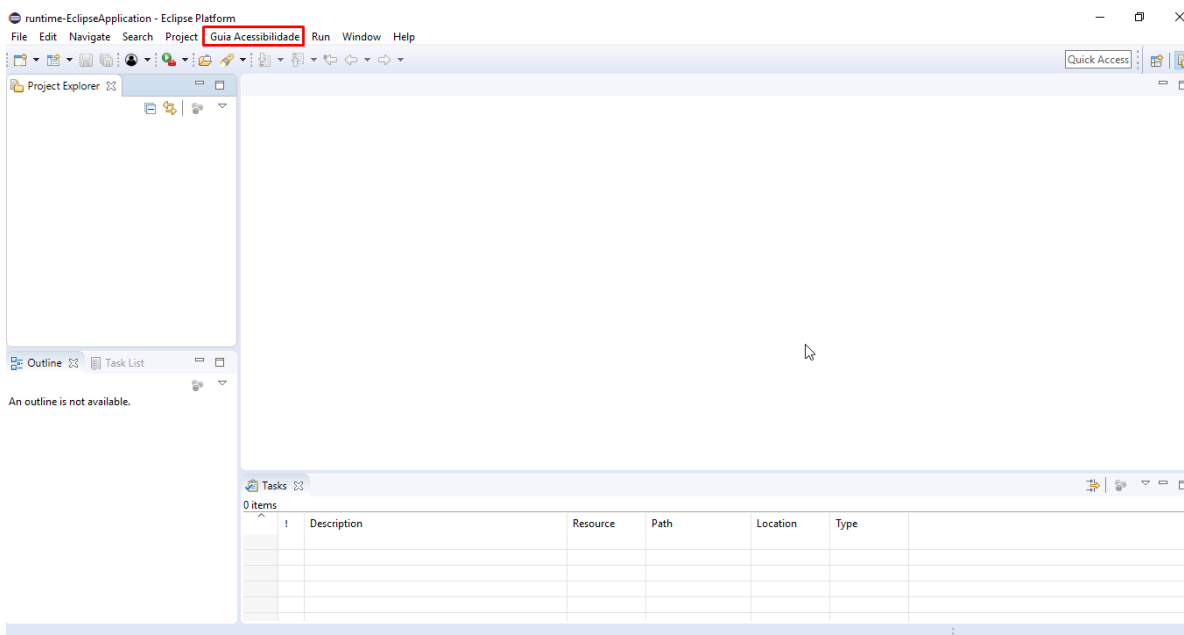 runtime-EclipseApplication - Eclipse Platform
File Edit Navigate Search Project Guia Acessibilidade Run Window Help
Quick Access
Project Explorer
Outline Task List
An outline is not available.
Tasks
0 items
! Description Resource Path Location Type